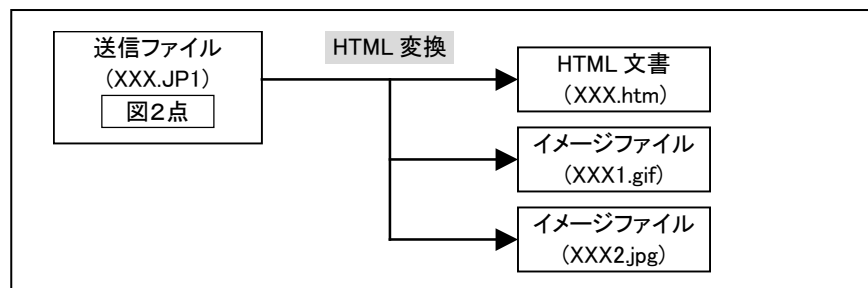 送信ファイル
(XXX.JP1)
図2点
HTML 変換
HTML 文書
(XXX.htm)
イメージファイル
(XXX1.gif)
イメージファイル
(XXX2.jpg)